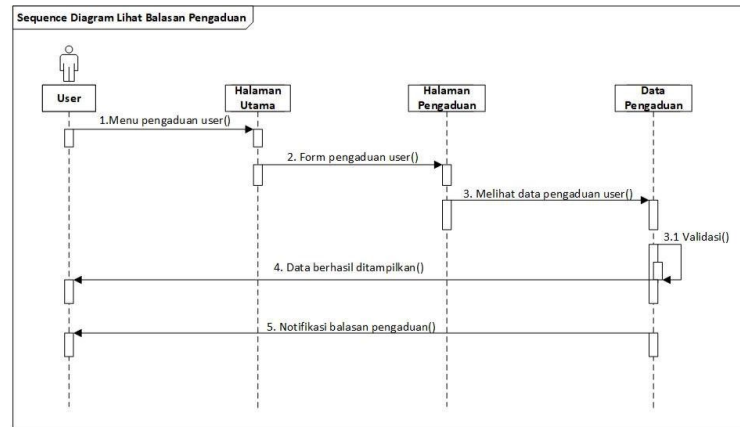 Sequence Diagram Lihat Balasan Pengaduan
User
Halaman
Utama
Halaman
Pengaduan
Data
Pengaduan
1.Menu pengaduan user()
2. Form pengaduan user()
3. Melihat data pengaduan user()
3.1 Validasi()
4. Data berhasil ditampilkan()
5. Notifikasi balasan pengaduan()